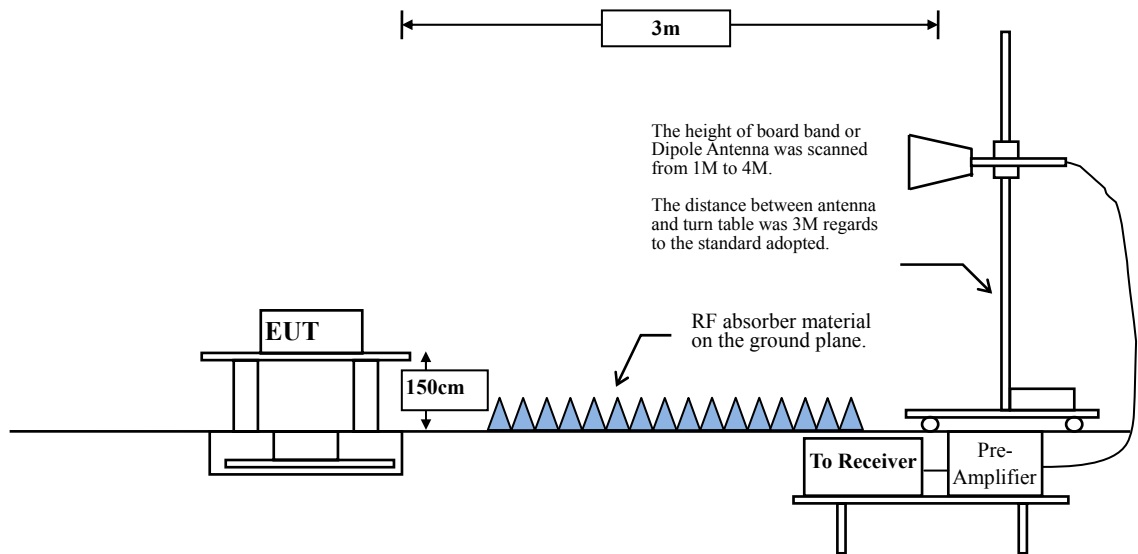 3m
The height of board band or
Dipole Antenna was scanned
from 1M to 4M.
The distance between antenna
and turn table was 3M regards
to the standard adopted.
EUT
RF absorber material
on the ground plane.
150cm
To Receiver
Pre-
Amplifier